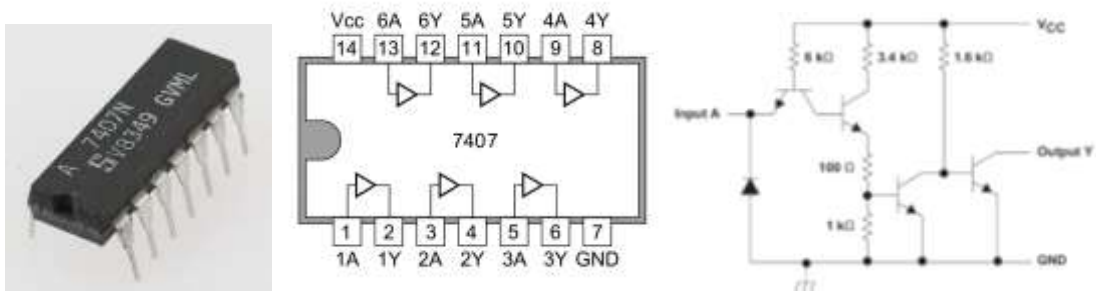 A 7407N
S V8349 GVML
Vcc 6A 6Y 5A 5Y 4A 4Y
14 13 12 11 10 9 8
7407
1 2 3 4 5 6 7
1A 1Y 2A 2Y 3A 3Y GND
VCC
6 kΩ 3.4 kΩ 1.6 kΩ
Input A
100 Ω
Output Y
1 kΩ
GND